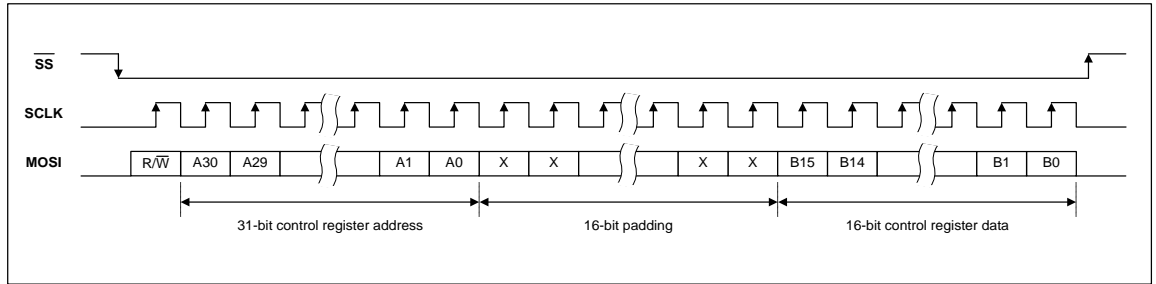 SS
SCLK
MOSI R/W A30 A29 A1 A0 X X X X B15 B14 B1 B0
31-bit control register address 16-bit padding 16-bit control register data